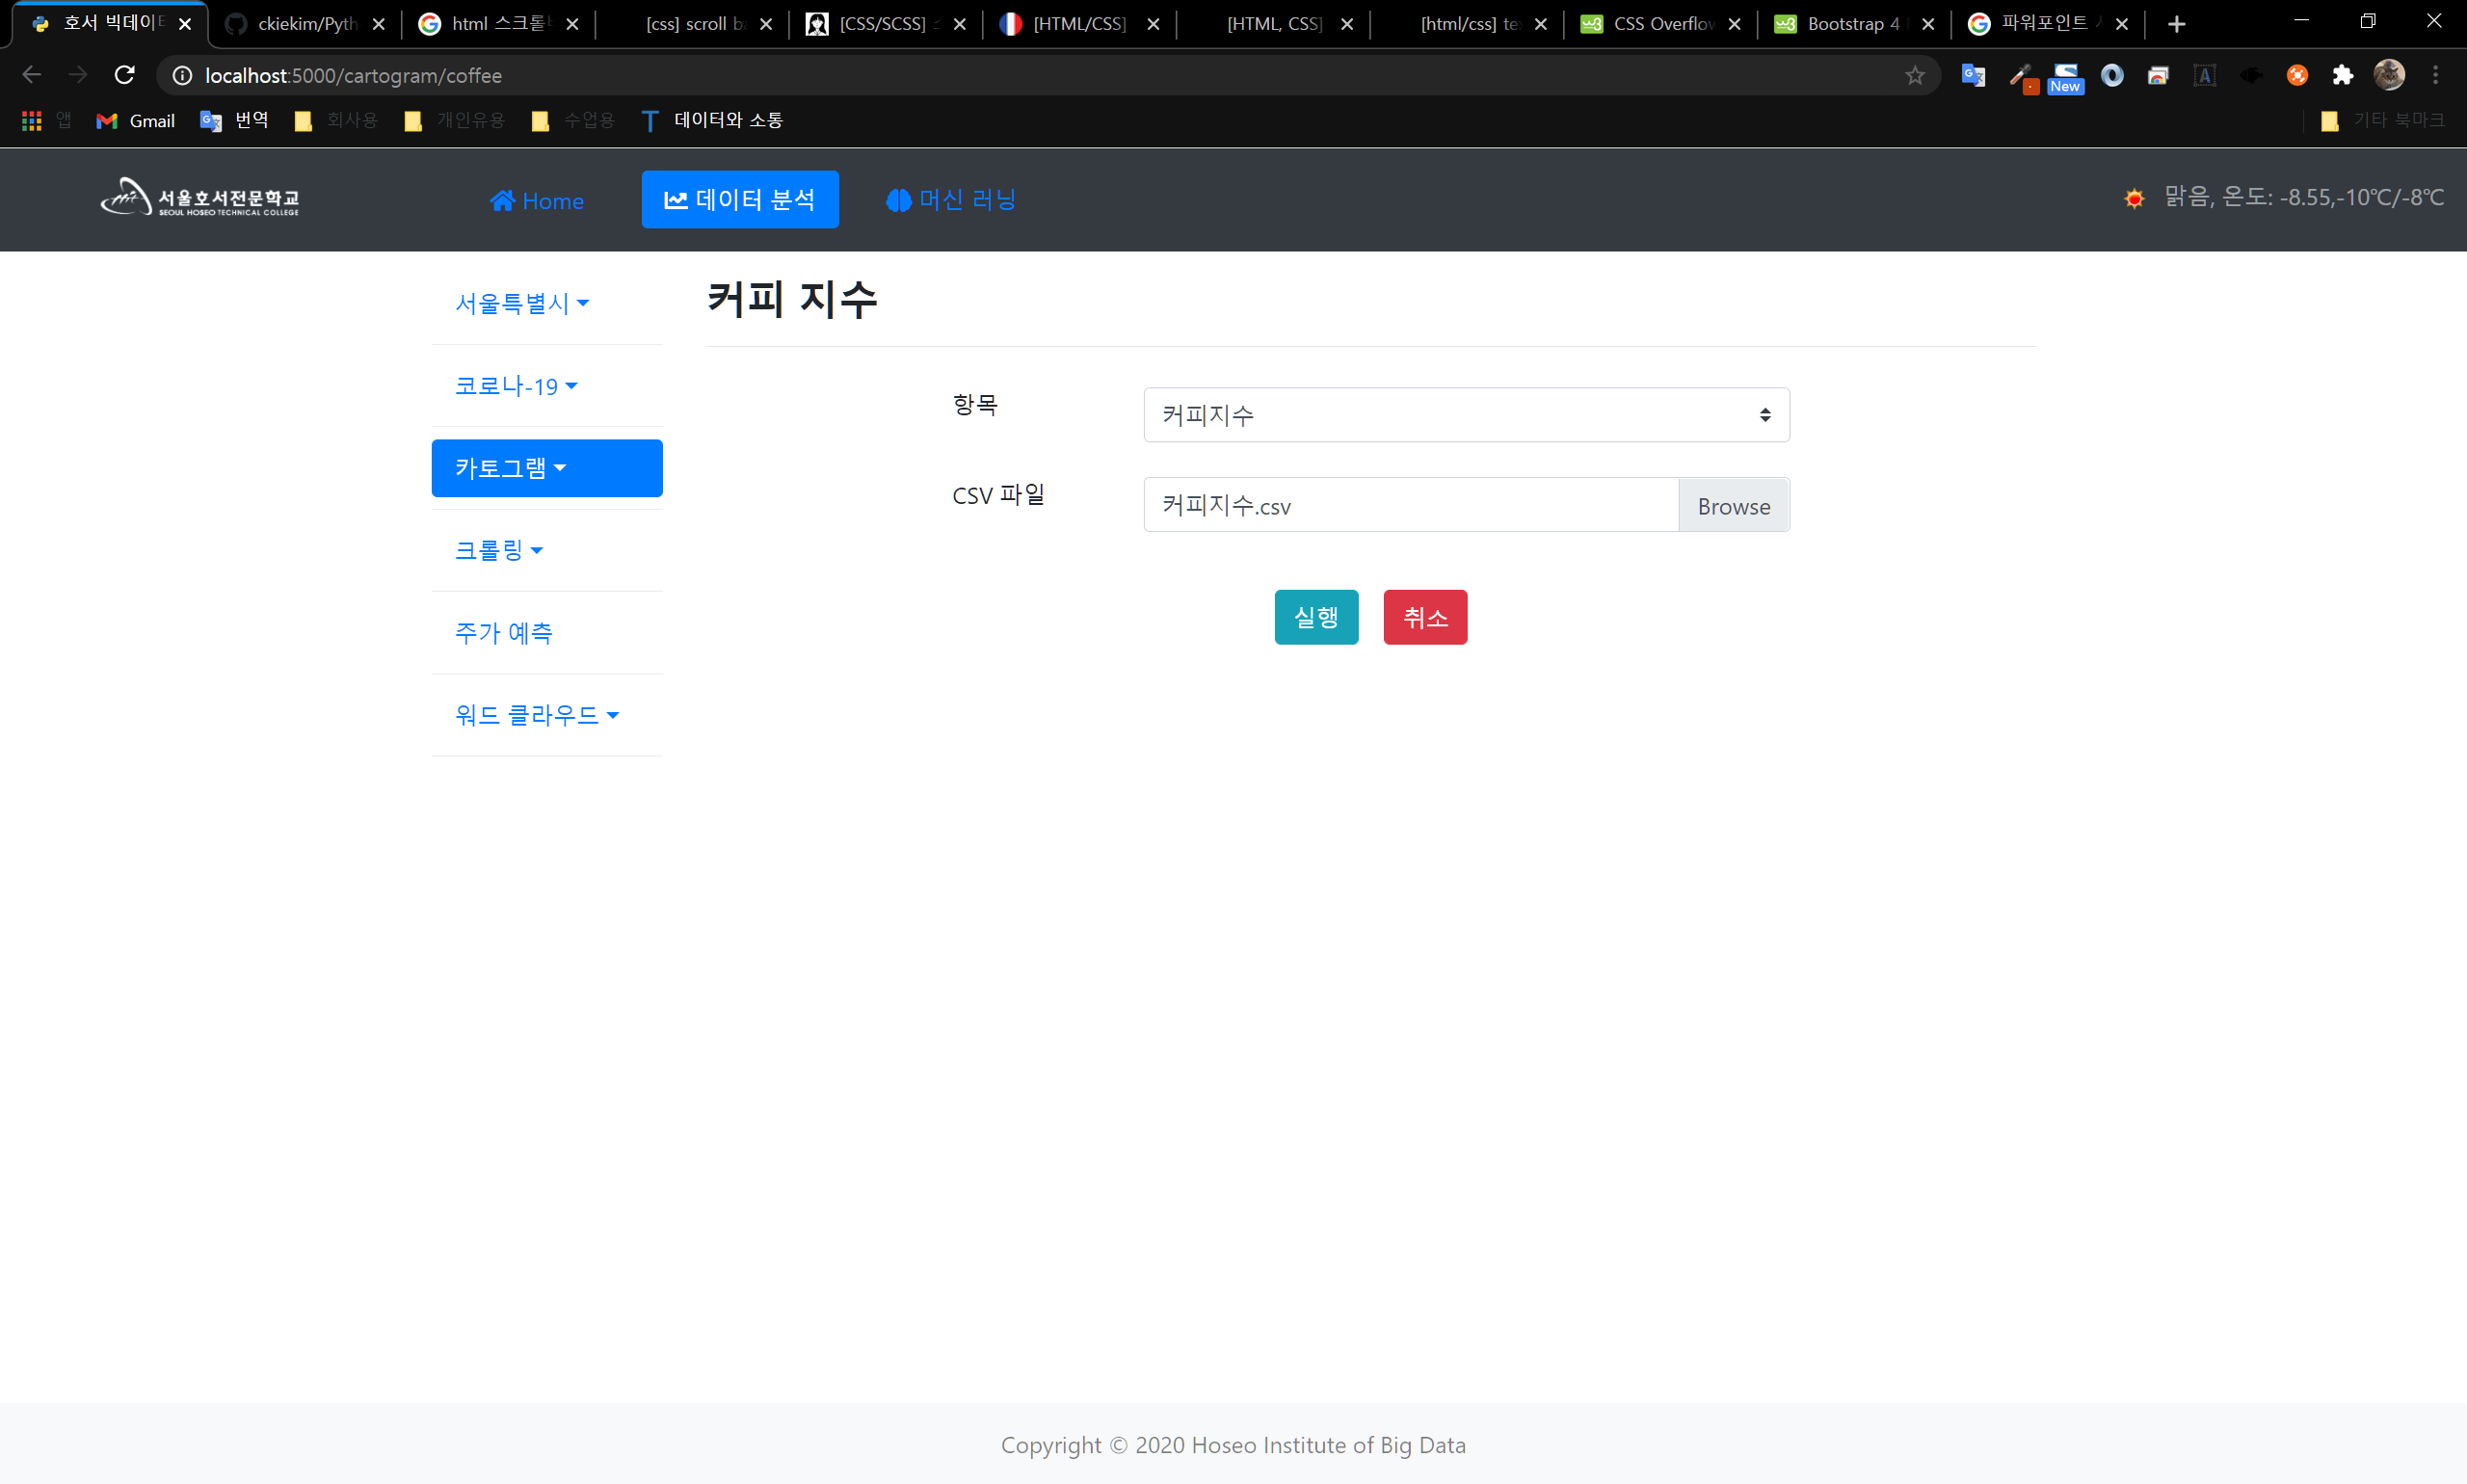 호서 빅데이터
ckiekim/Pyth
html 스크롤바
[css] scroll ba
[CSS/SCSS]
[HTML/CSS]
[HTML, CSS]
[html/css] te
CSS Overflow
Bootstrap 4
파워포인트
localhost:5000/cartogram/coffee
New
앱
Gmail
번역
회사용
개인유용
수업용
데이터와 소통
기타 북마크
서울호서전문학교
SEOUL HOSEO TECHNICAL COLLEGE
Home
데이터 분석
머신 러닝
맑음, 온도: -8.55,-10℃/-8℃
서울특별시
코로나-19
카토그램
크롤링
주가 예측
워드 클라우드
커피 지수
항목
커피지수
CSV 파일
커피지수.csv
Browse
실행
취소
Copyright © 2020 Hoseo Institute of Big Data